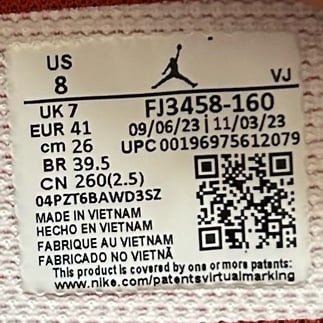 US
8
VJ
UK 7
FJ3458-160
EUR 41
09/06/23 | 11/03/23
cm 26
UPC 00196975612079
BR 39.5
CN 260(2.5)
04PZT6BAWD3SZ
MADE IN VIETNAM
HECHO EN VIETNAM
FABRIQUE AU VIETNAM
FABRICADO NO VIETNÃ
This product is covered by one or more patents:
www.nike.com/patentsvirtualmarking